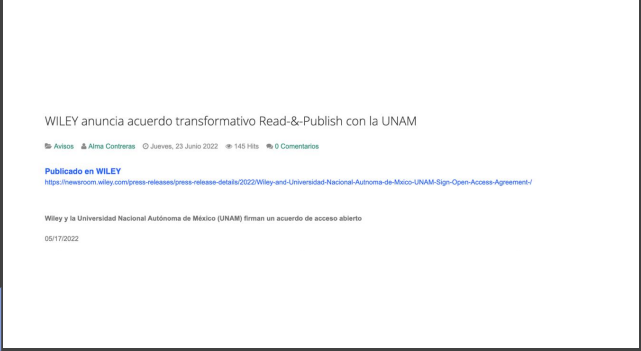 WILEY anuncia acuerdo transformativo Read-&-Publish con la UNAM
Avisos Alma Contreras Jueves, 23 Junio 2022 145 Hits 0 Comentarios
Publicado en WILEY
https://newsroom.wiley.com/press-releases/press-release-details/2022/Wiley-and-Universidad-Nacional-Autnoma-de-Mxico-UNAM-Sign-Open-Access-Agreement-/
Wiley y la Universidad Nacional Autónoma de México (UNAM) firman un acuerdo de acceso abierto
05/17/2022